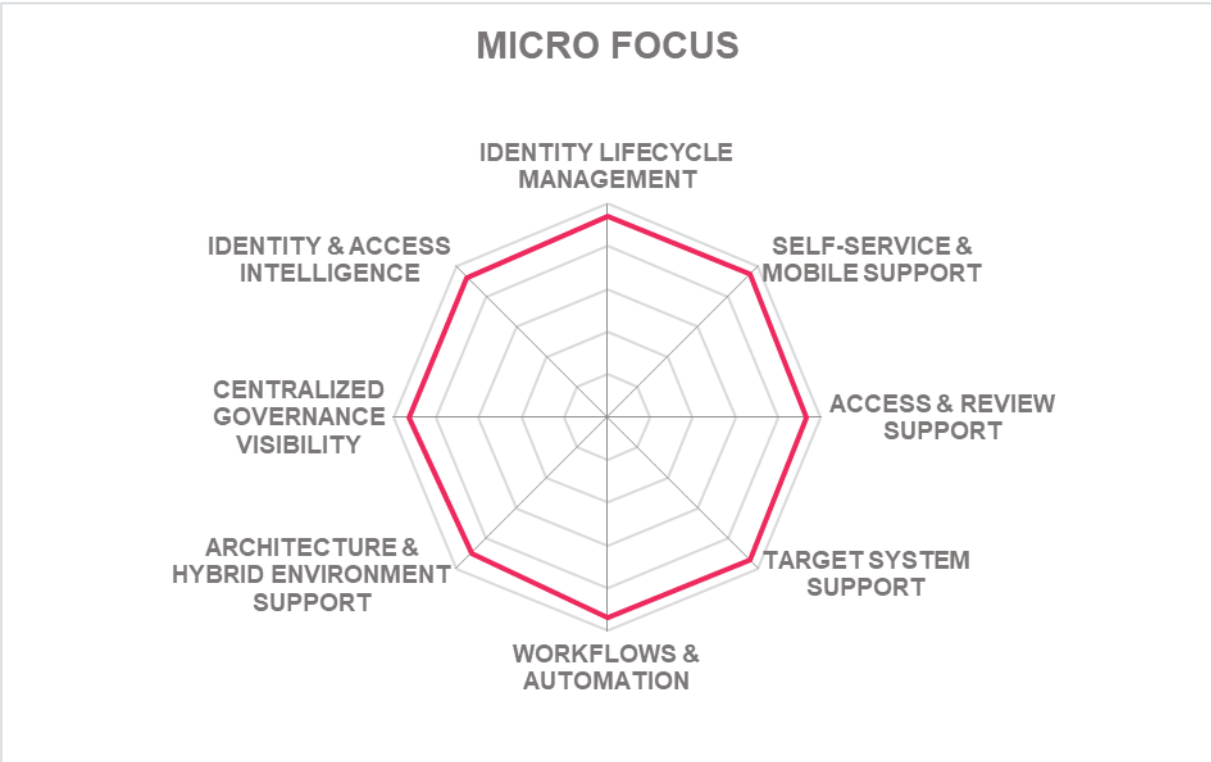 MICRO FOCUS
IDENTITY LIFECYCLE
MANAGEMENT
IDENTITY & ACCESS
INTELLIGENCE
SELF-SERVICE &
MOBILE SUPPORT
CENTRALIZED
GOVERNANCE
VISIBILITY
ACCESS & REVIEW
SUPPORT
ARCHITECTURE &
HYBRID ENVIRONMENT
SUPPORT
TARGET SYSTEM
SUPPORT
WORKFLOWS &
AUTOMATION